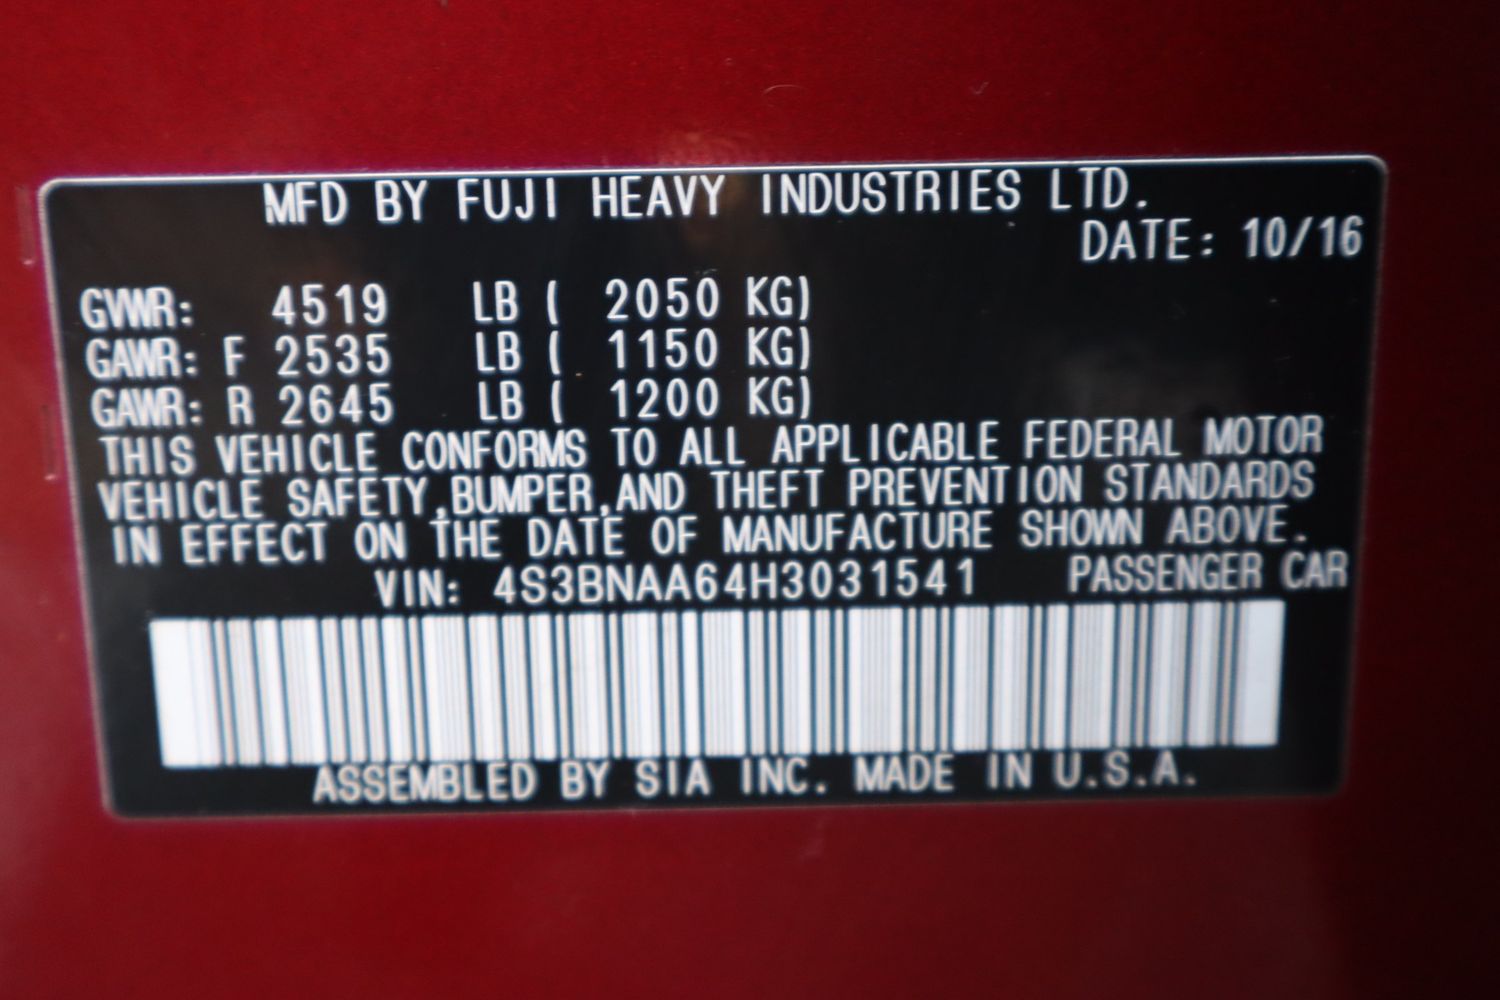 MFD BY FUJI HEAVY INDUSTRIES LTD.
DATE: 10/16
GVWR: 4519 LB ( 2050 KG)
GAWR: F 2535 LB ( 1150 KG)
GAWR: R 2645 LB ( 1200 KG)
THIS VEHICLE CONFORMS TO ALL APPLICABLE FEDERAL MOTOR
VEHICLE SAFETY,BUMPER,AND THEFT PREVENTION STANDARDS
IN EFFECT ON THE DATE OF MANUFACTURE SHOWN ABOVE.
VIN: 4S3BNAA64H3031541 PASSENGER CAR
ASSEMBLED BY SIA INC. MADE IN U.S.A.